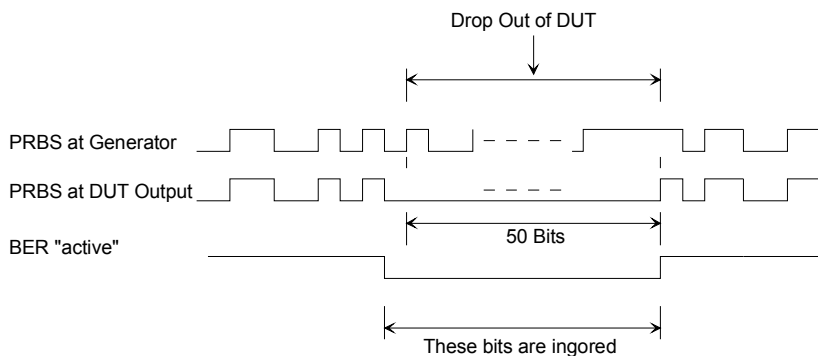 Drop Out of DUT
PRBS at Generator
PRBS at DUT Output
50 Bits
BER "active"
These bits are ingored